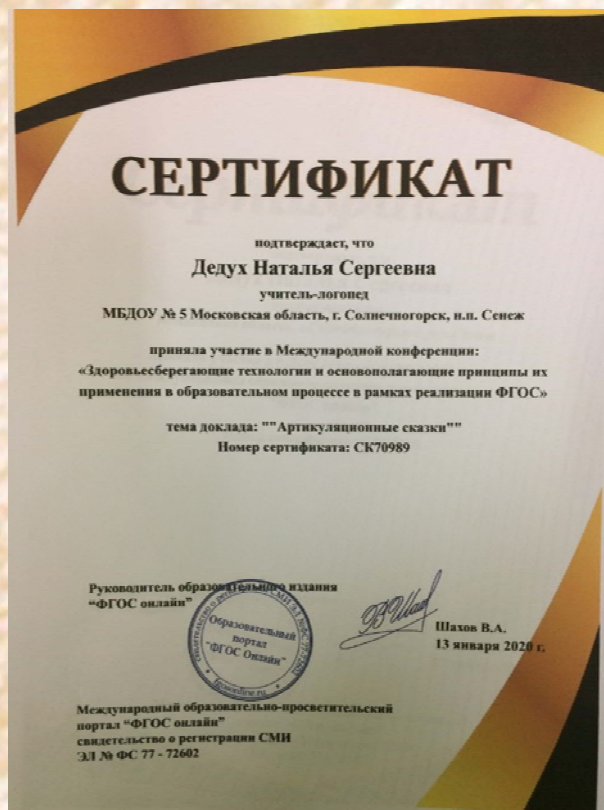 СЕРТИФИКАТ
подтверждает, что
Дедух Наталья Сергеевна
учитель-логопед
МБДОУ № 5 Московская область, г. Солнечногорск, н.п. Сенеж
приняла участие в Международной конференции:
«Здоровьесберегающие технологии и основополагающие принципы их
применения в образовательном процессе в рамках реализации ФГОС»
тема доклада: ""Артикуляционные сказки""
Номер сертификата: СК70989
Руководитель образовательного издания
“ФГОС онлайн”
Образовательный
портал
"ФГОС Онлайн"
fgosonline.ru
Шахов В.А.
13 января 2020 г.
Международный образовательно-просветительский
портал “ФГОС онлайн”
свидетельство о регистрации СМИ
ЭЛ № ФС 77 - 72602